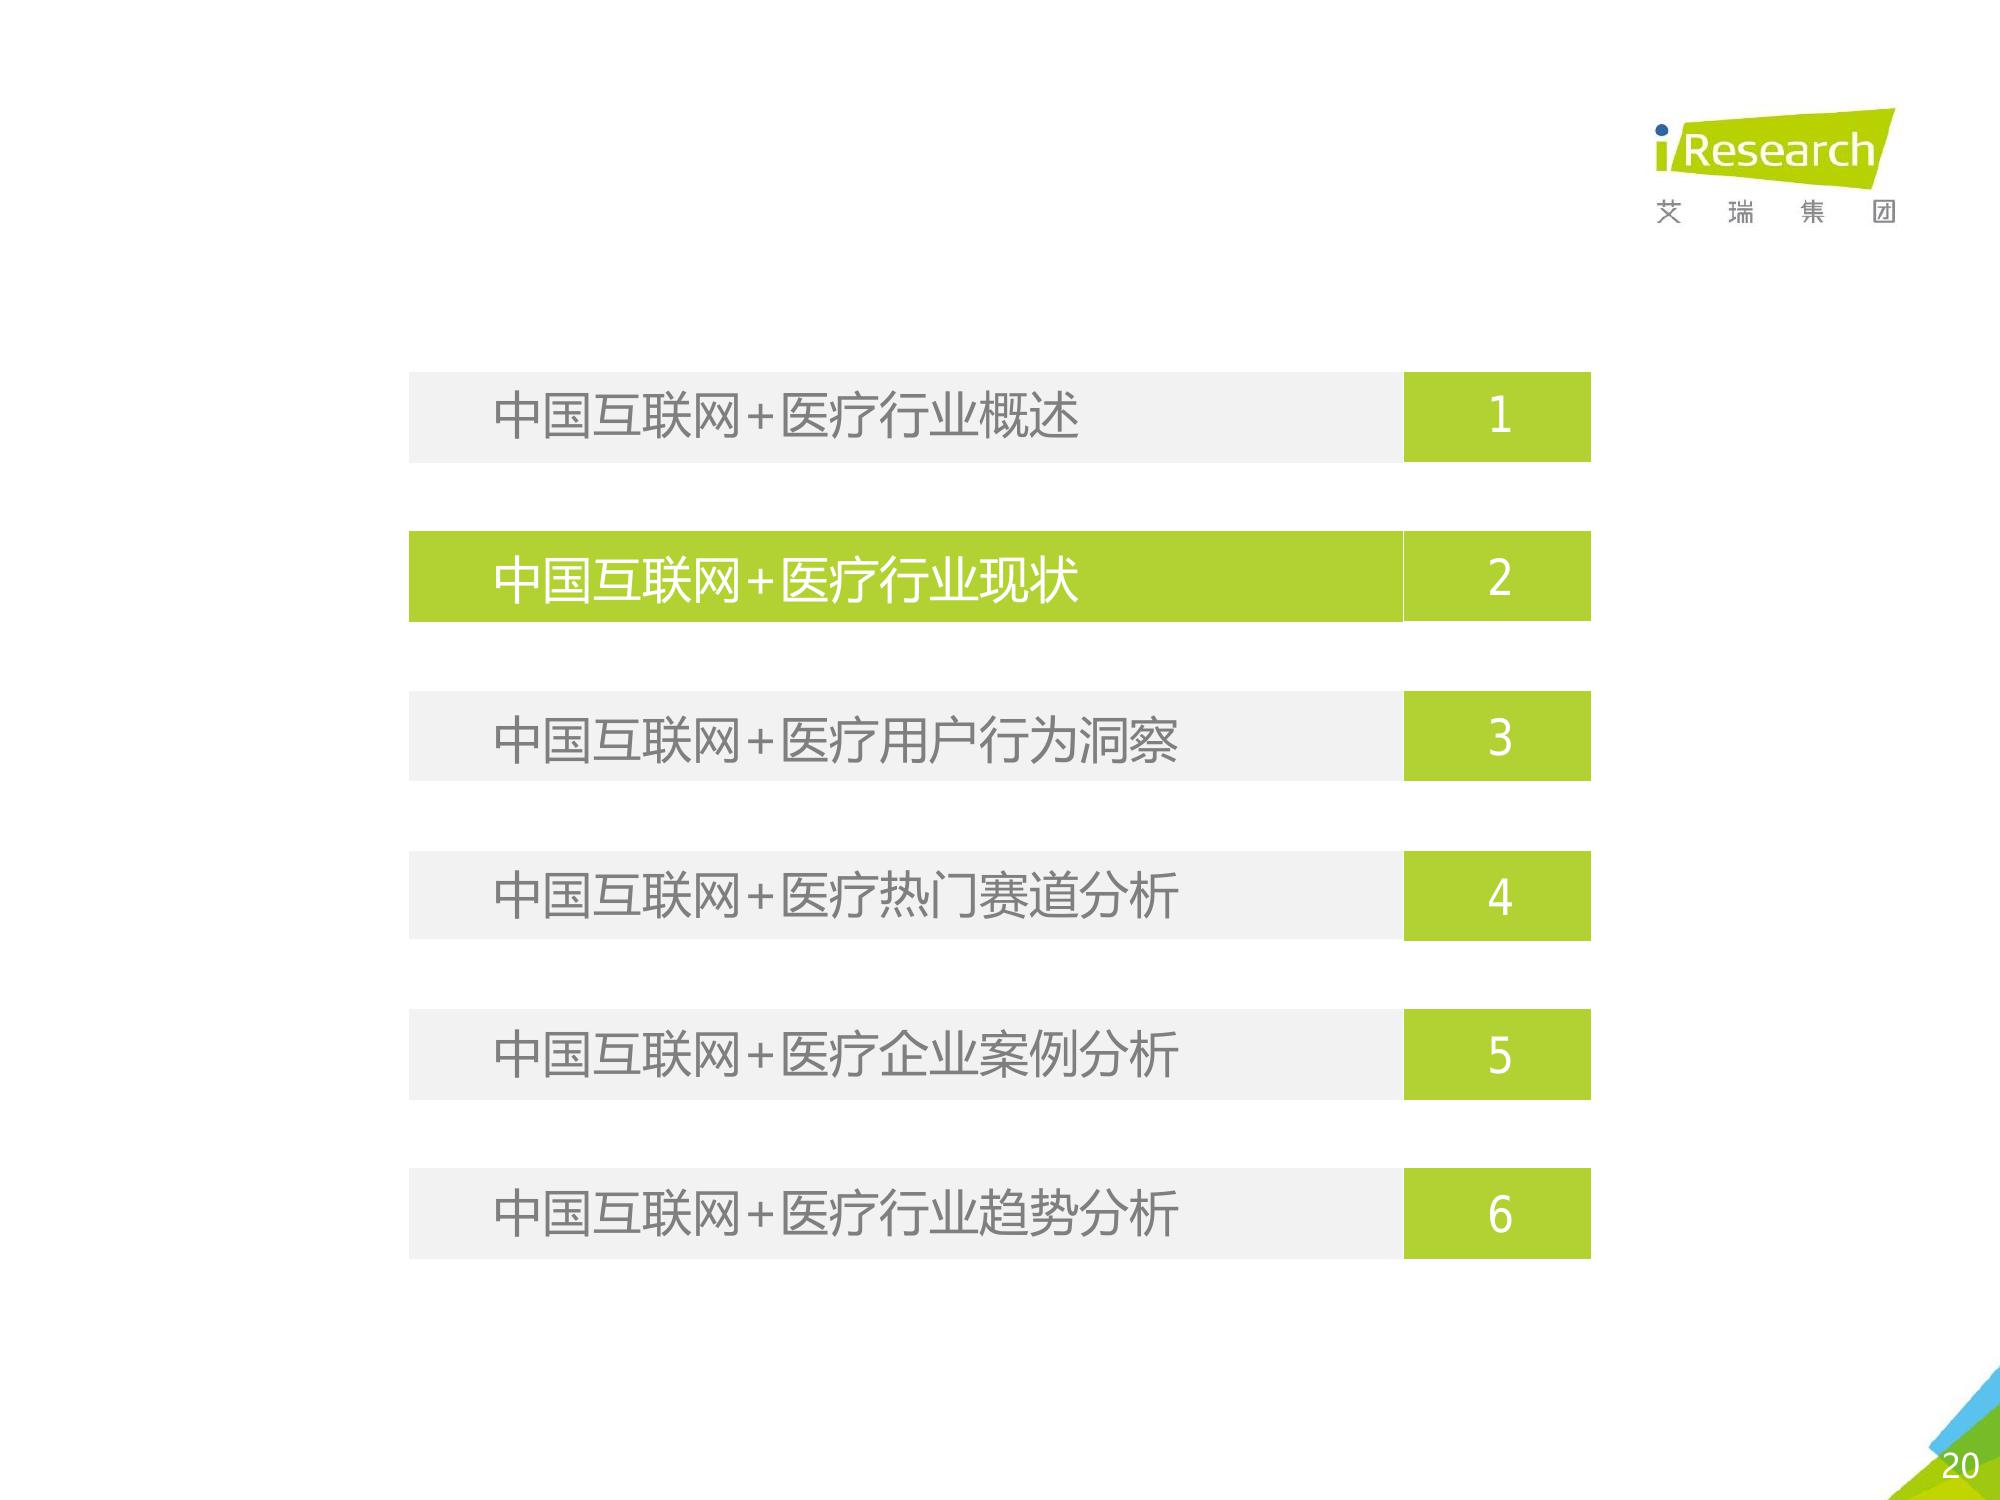 iResearch
艾瑞集团
中国互联网+医疗行业概述 1
中国互联网+医疗行业现状 2
中国互联网+医疗用户行为洞察 3
中国互联网+医疗热门赛道分析 4
中国互联网+医疗企业案例分析 5
中国互联网+医疗行业趋势分析 6
20